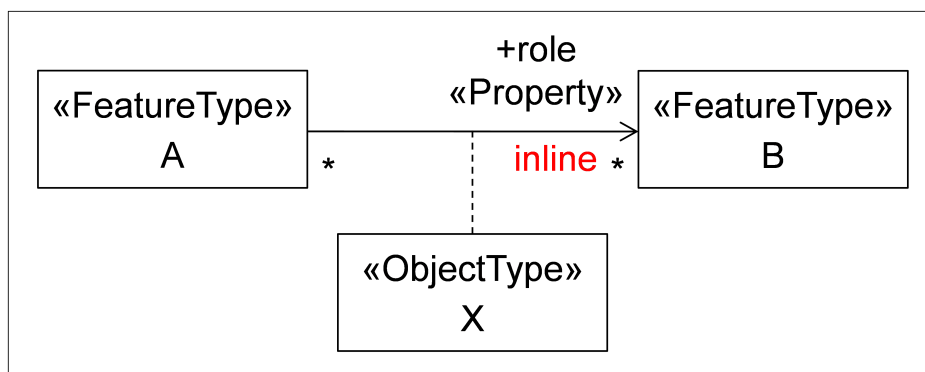 +role
«Property»
«FeatureType»
A
*
inline
*
«FeatureType»
B
«ObjectType»
X